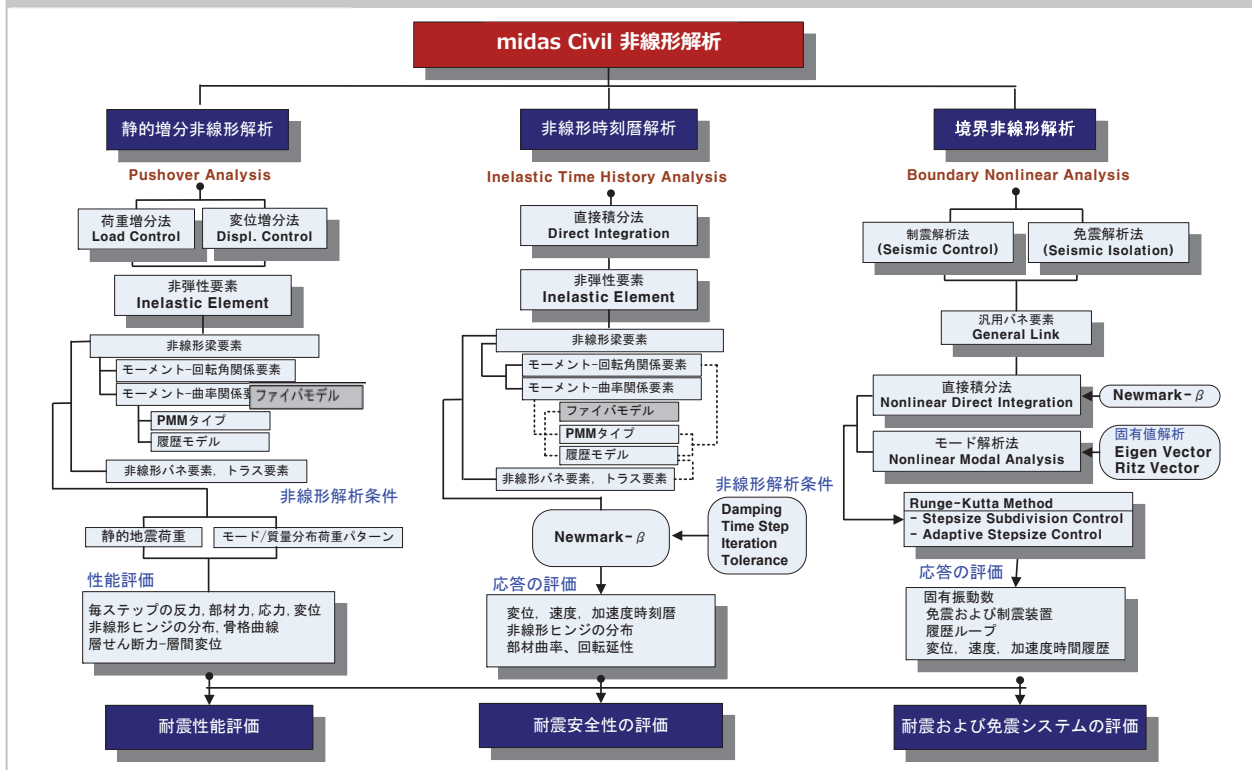 midas Civil 非線形解析
静的増分非線形解析
Pushover Analysis
荷重増分法
Load Control
変位増分法
Displ. Control
非弾性要素
Inelastic Element
非線形梁要素
モーメント−回転角関係要素
モーメント−曲率関係要
ファイバモデル
PMMタイプ
履歴モデル
非線形バネ要素，トラス要素
非線形解析条件
静的地震荷重
モード/質量分布荷重パターン
性能評価
毎ステップの反力, 部材力, 応力, 変位
非線形ヒンジの分布, 骨格曲線
層せん断力−層間変位
耐震性能評価
非線形時刻暦解析
Inelastic Time History Analysis
直接積分法
Direct Integration
非弾性要素
Inelastic Element
非線形梁要素
モーメント−回転角関係要素
モーメント−曲率関係要素
ファイバモデル
PMMタイプ
履歴モデル
非線形バネ要素，トラス要素
非線形解析条件
Newmark−β
Damping
Time Step
Iteration
Tolerance
応答の評価
変位，速度，加速度時刻暦
非線形ヒンジの分布
部材曲率、回転延性
耐震安全性の評価
境界非線形解析
Boundary Nonlinear Analysis
制震解析法
(Seismic Control)
免震解析法
(Seismic Isolation)
汎用バネ要素
General Link
直接積分法
Nonlinear Direct Integration
Newmark−β
モード解析法
Nonlinear Modal Analysis
固有値解析
Eigen Vector
Ritz Vector
Runge-Kutta Method
- Stepsize Subdivision Control
- Adaptive Stepsize Control
応答の評価
固有振動数
免震および制震装置
履歴ループ
変位，速度，加速度時間履歴
耐震および免震システムの評価